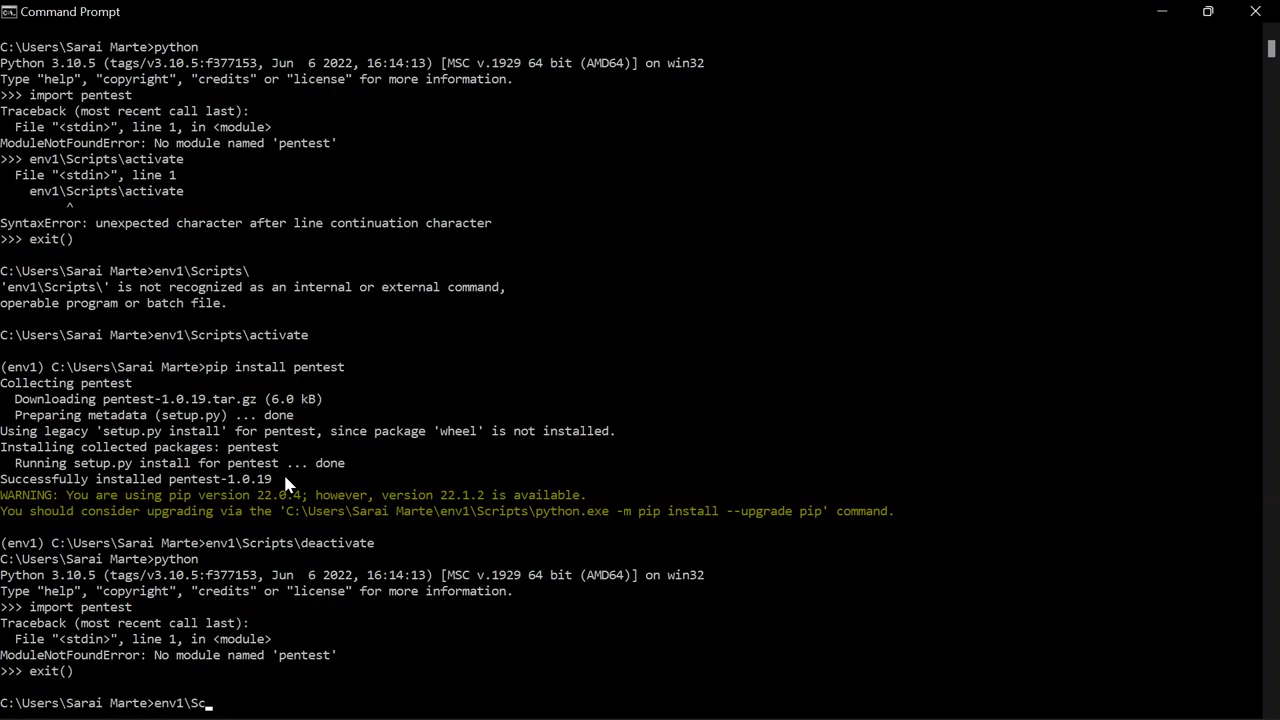 Command Prompt
C:\Users\Sarai Marte>python
Python 3.10.5 (tags/v3.10.5:f377153, Jun  6 2022, 16:14:13) [MSC v.1929 64 bit (AMD64)] on win32
Type "help", "copyright", "credits" or "license" for more information.
>>> import pentest
Traceback (most recent call last):
  File "<stdin>", line 1, in <module>
ModuleNotFoundError: No module named 'pentest'
>>> env1\Scripts\activate
  File "<stdin>", line 1
    env1\Scripts\activate
         ^
SyntaxError: unexpected character after line continuation character
>>> exit()
C:\Users\Sarai Marte>env1\Scripts\
'env1\Scripts\' is not recognized as an internal or external command,
operable program or batch file.
C:\Users\Sarai Marte>env1\Scripts\activate
(env1) C:\Users\Sarai Marte>pip install pentest
Collecting pentest
  Downloading pentest-1.0.19.tar.gz (6.0 kB)
  Preparing metadata (setup.py) ... done
Using legacy 'setup.py install' for pentest, since package 'wheel' is not installed.
Installing collected packages: pentest
  Running setup.py install for pentest ... done
Successfully installed pentest-1.0.19
WARNING: You are using pip version 22.0.4; however, version 22.1.2 is available.
You should consider upgrading via the 'C:\Users\Sarai Marte\env1\Scripts\python.exe -m pip install --upgrade pip' command.
(env1) C:\Users\Sarai Marte>env1\Scripts\deactivate
C:\Users\Sarai Marte>python
Python 3.10.5 (tags/v3.10.5:f377153, Jun  6 2022, 16:14:13) [MSC v.1929 64 bit (AMD64)] on win32
Type "help", "copyright", "credits" or "license" for more information.
>>> import pentest
Traceback (most recent call last):
  File "<stdin>", line 1, in <module>
ModuleNotFoundError: No module named 'pentest'
>>> exit()
C:\Users\Sarai Marte>env1\Sc_